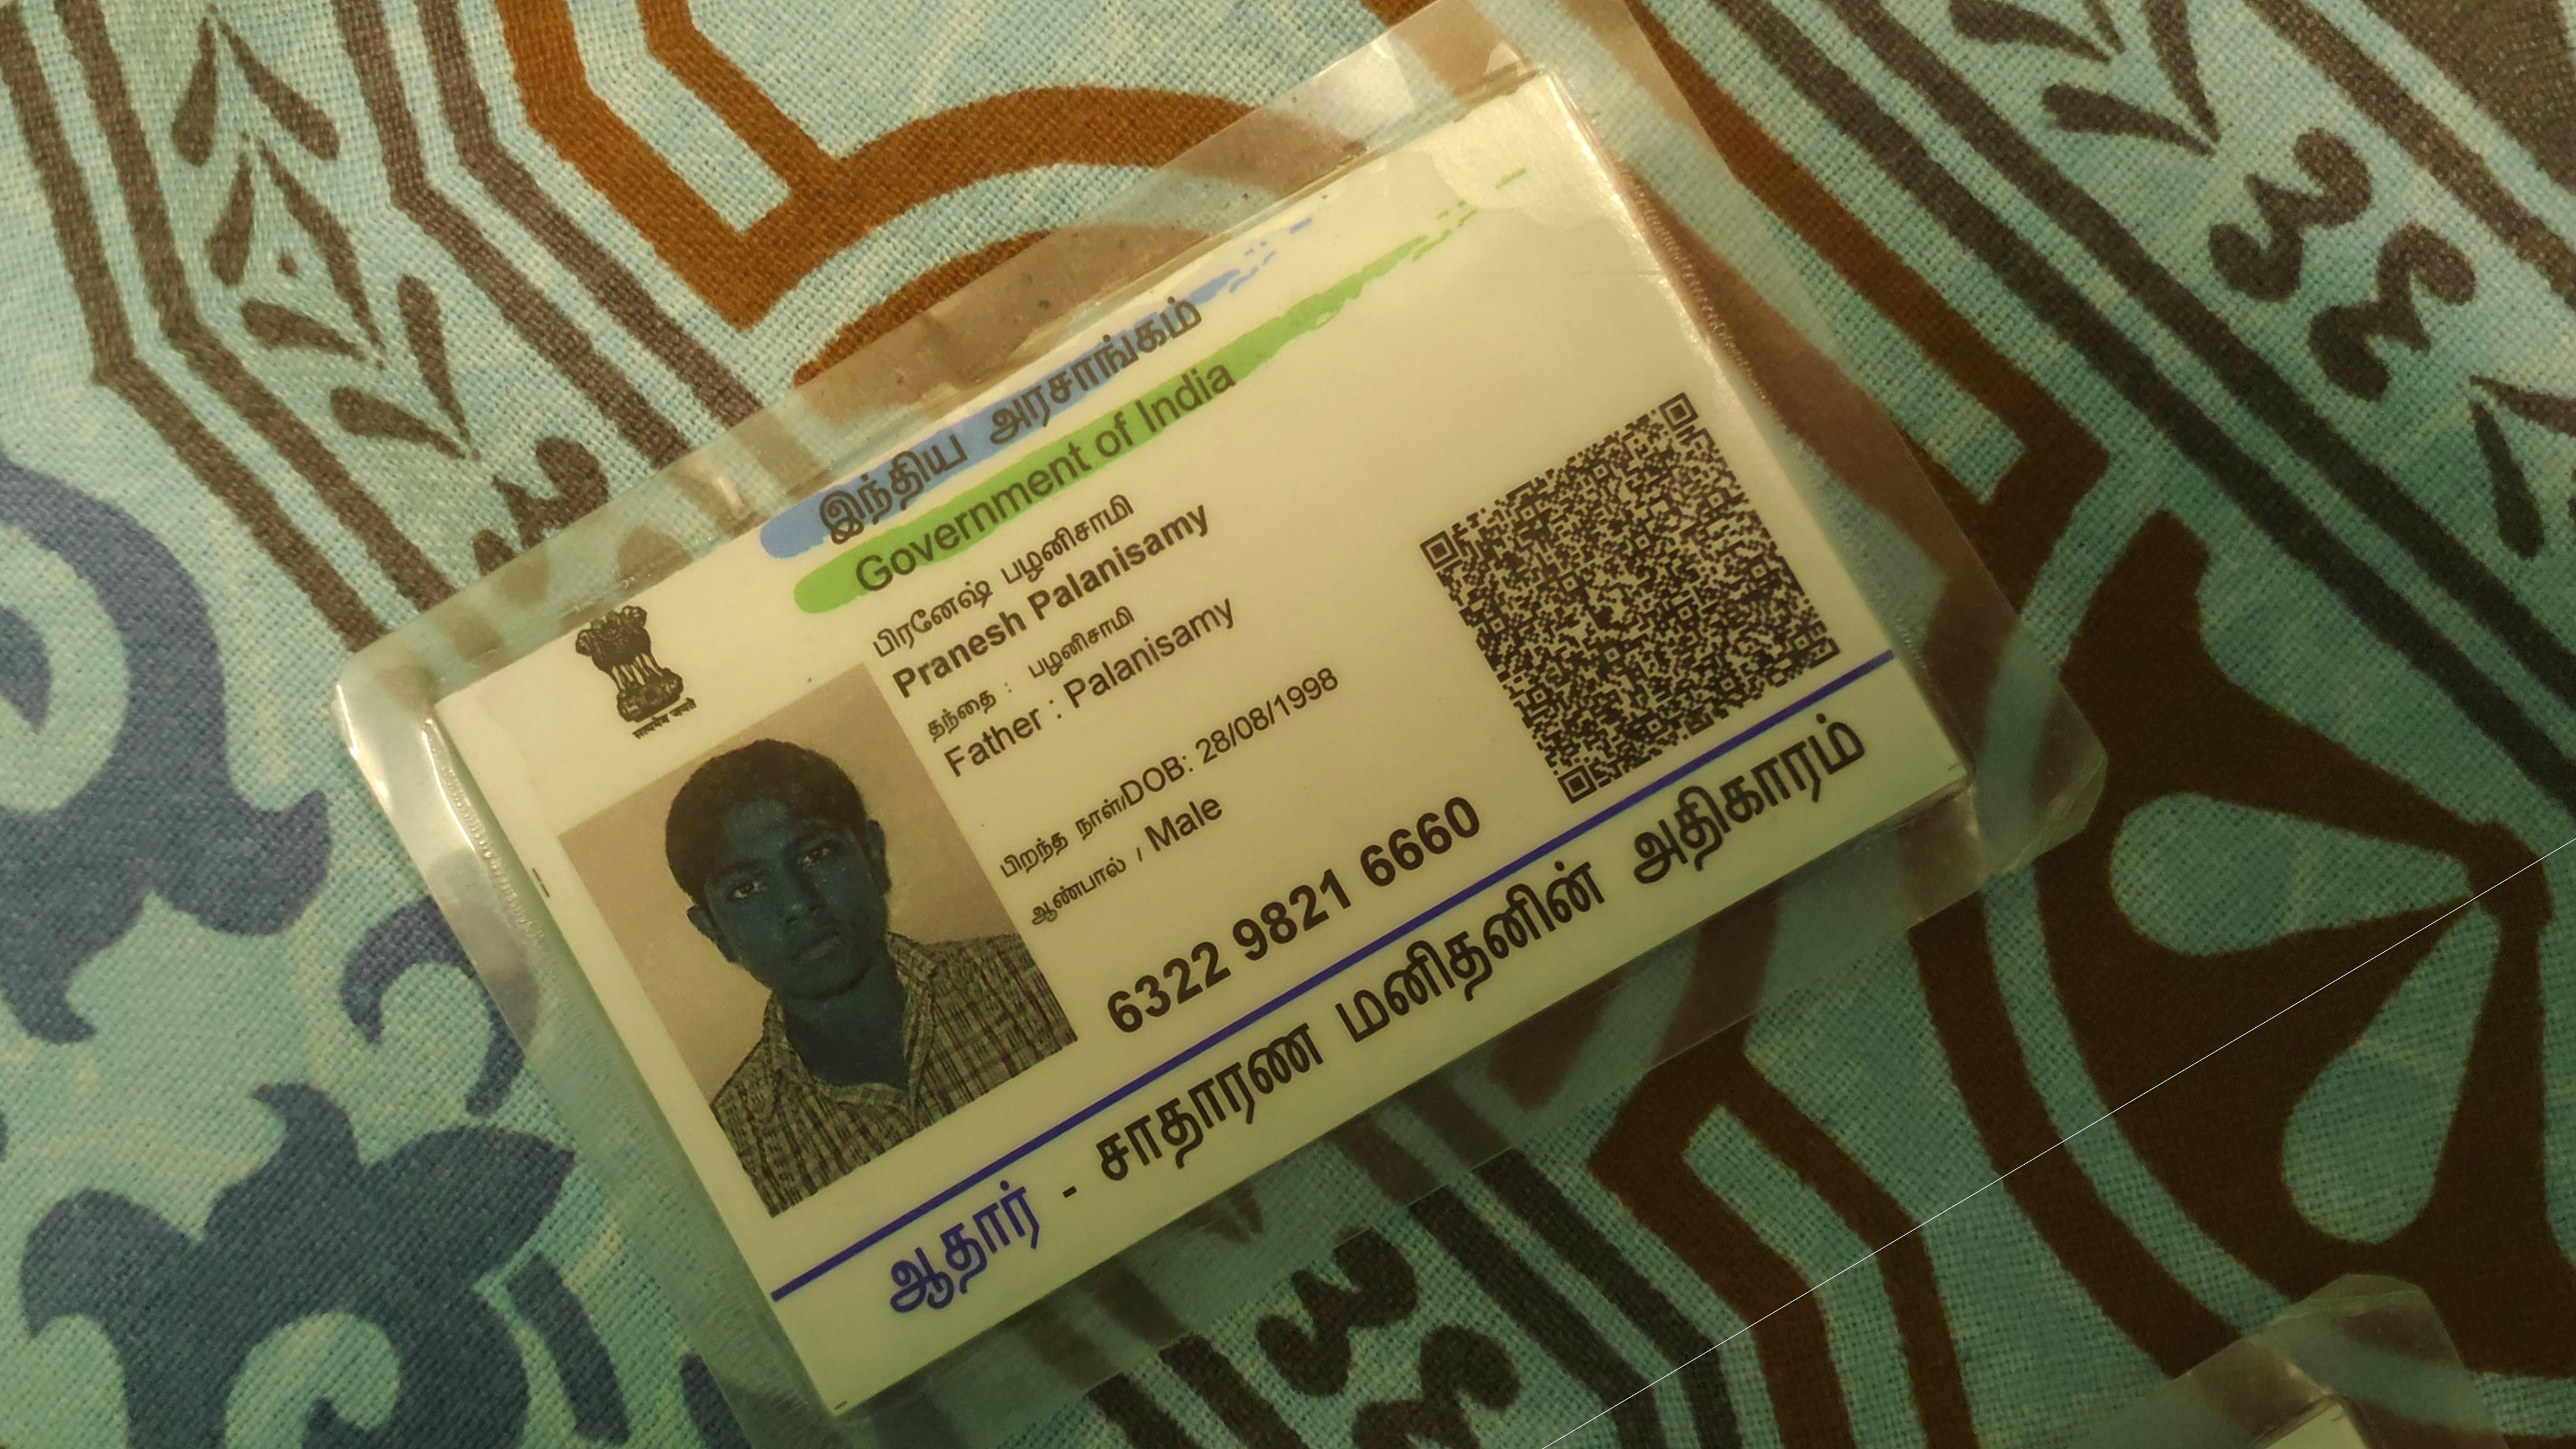 இந்திய அரசாங்கம்
Government of India
பிரனேஷ் பழனிசாமி
Pranesh Palanisamy
தந்தை : பழனிசாமி
Father : Palanisamy
பிறந்த நாள்/DOB: 28/08/1998
ஆண்பால் / Male
सत्यमेव जयते
6322 9821 6660
ஆதார் - சாதாரண மனிதனின் அதிகாரம்